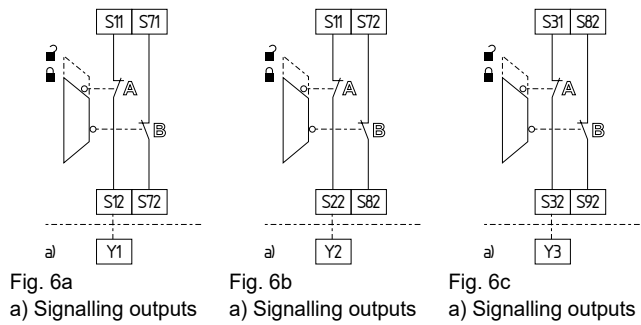 S11 S71 S11 S72 S31 S82
A A A
B B B
S12 S72 S22 S82 S32 S92
a) Y1 a) Y2 a) Y3
Fig. 6a Fig. 6b Fig. 6c
a) Signalling outputs a) Signalling outputs a) Signalling outputs